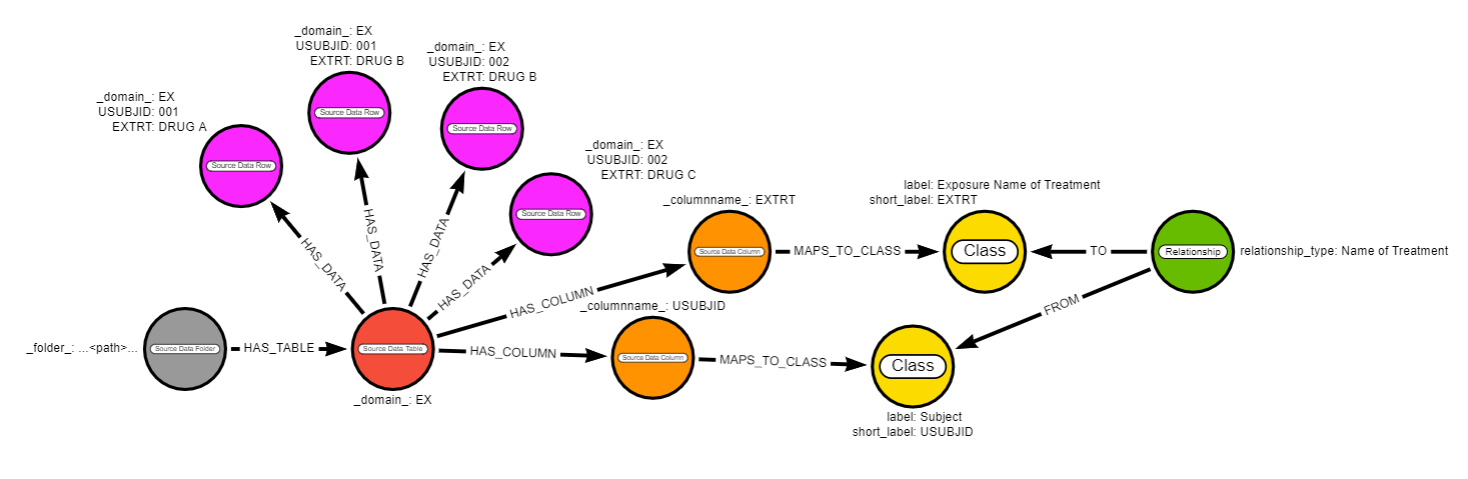 _domain_: EX
USUBJID: 001
EXTRT: DRUG A
Source Data Row
_domain_: EX
USUBJID: 001
EXTRT: DRUG B
Source Data Row
_domain_: EX
USUBJID: 002
EXTRT: DRUG B
Source Data Row
_domain_: EX
USUBJID: 002
EXTRT: DRUG C
Source Data Row
HAS_DATA
HAS_DATA
HAS_DATA
HAS_DATA
_folder_: ...<path>...
Source Data Folder
HAS_TABLE
Source Data Table
_domain_: EX
HAS_COLUMN
_columnname_: EXTRT
Source Data Column
MAPS_TO_CLASS
label: Exposure Name of Treatment
short_label: EXTRT
Class
TO
Relationship
relationship_type: Name of Treatment
FROM
HAS_COLUMN
_columnname_: USUBJID
Source Data Column
MAPS_TO_CLASS
Class
label: Subject
short_label: USUBJID